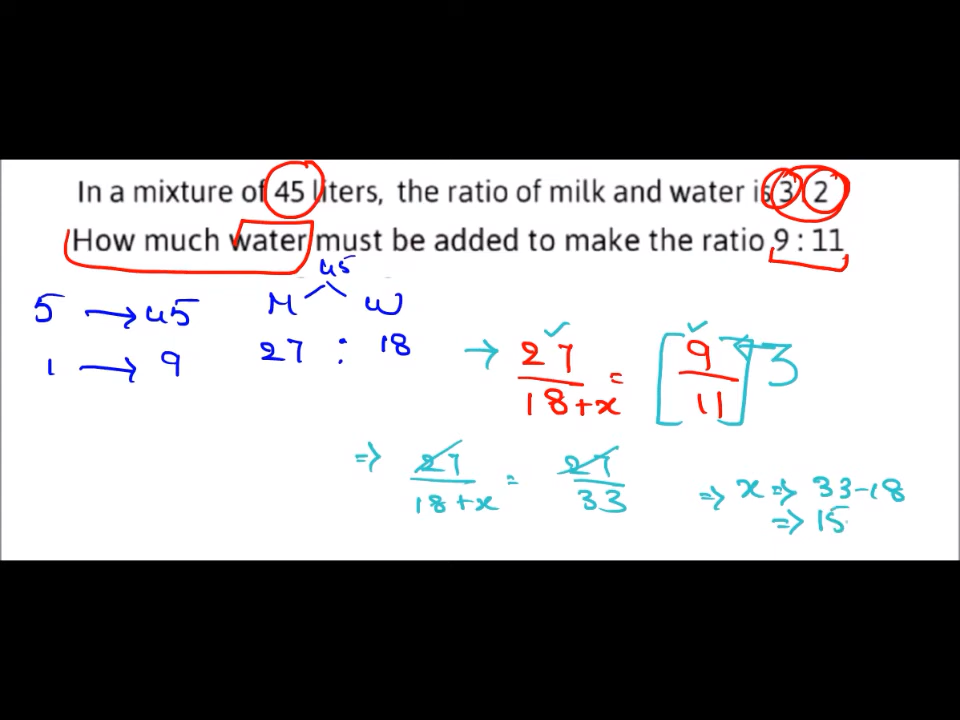 In a mixture of 45 liters, the ratio of milk and water is 3 : 2
How much water must be added to make the ratio 9 : 11
45
5 → 45 M W
1 → 9 27 : 18
→ 27/18+x = [9/11] 3
⇒ 27/18+x = 27/33
⇒ x ⇒ 33-18
⇒ 15